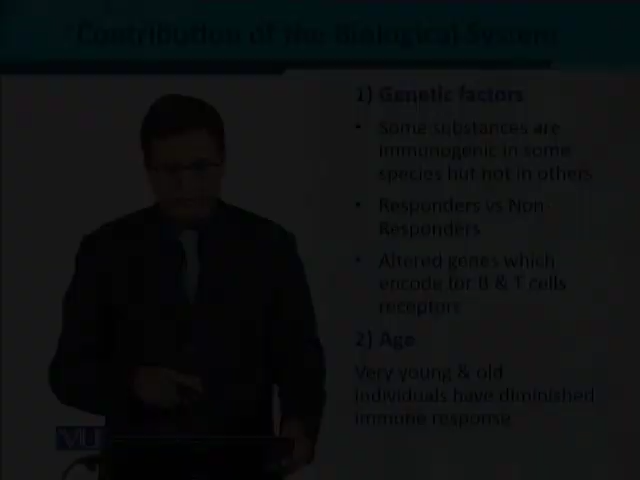 Contribution of the Biological System
1) Genetic factors
• Some substances are
immunogenic in some
species but not in others
• Responders vs Non-
Responders
• Altered genes which
encode for B & T cells
receptors
2) Age
Very young & old
individuals have diminished
immune response
VU